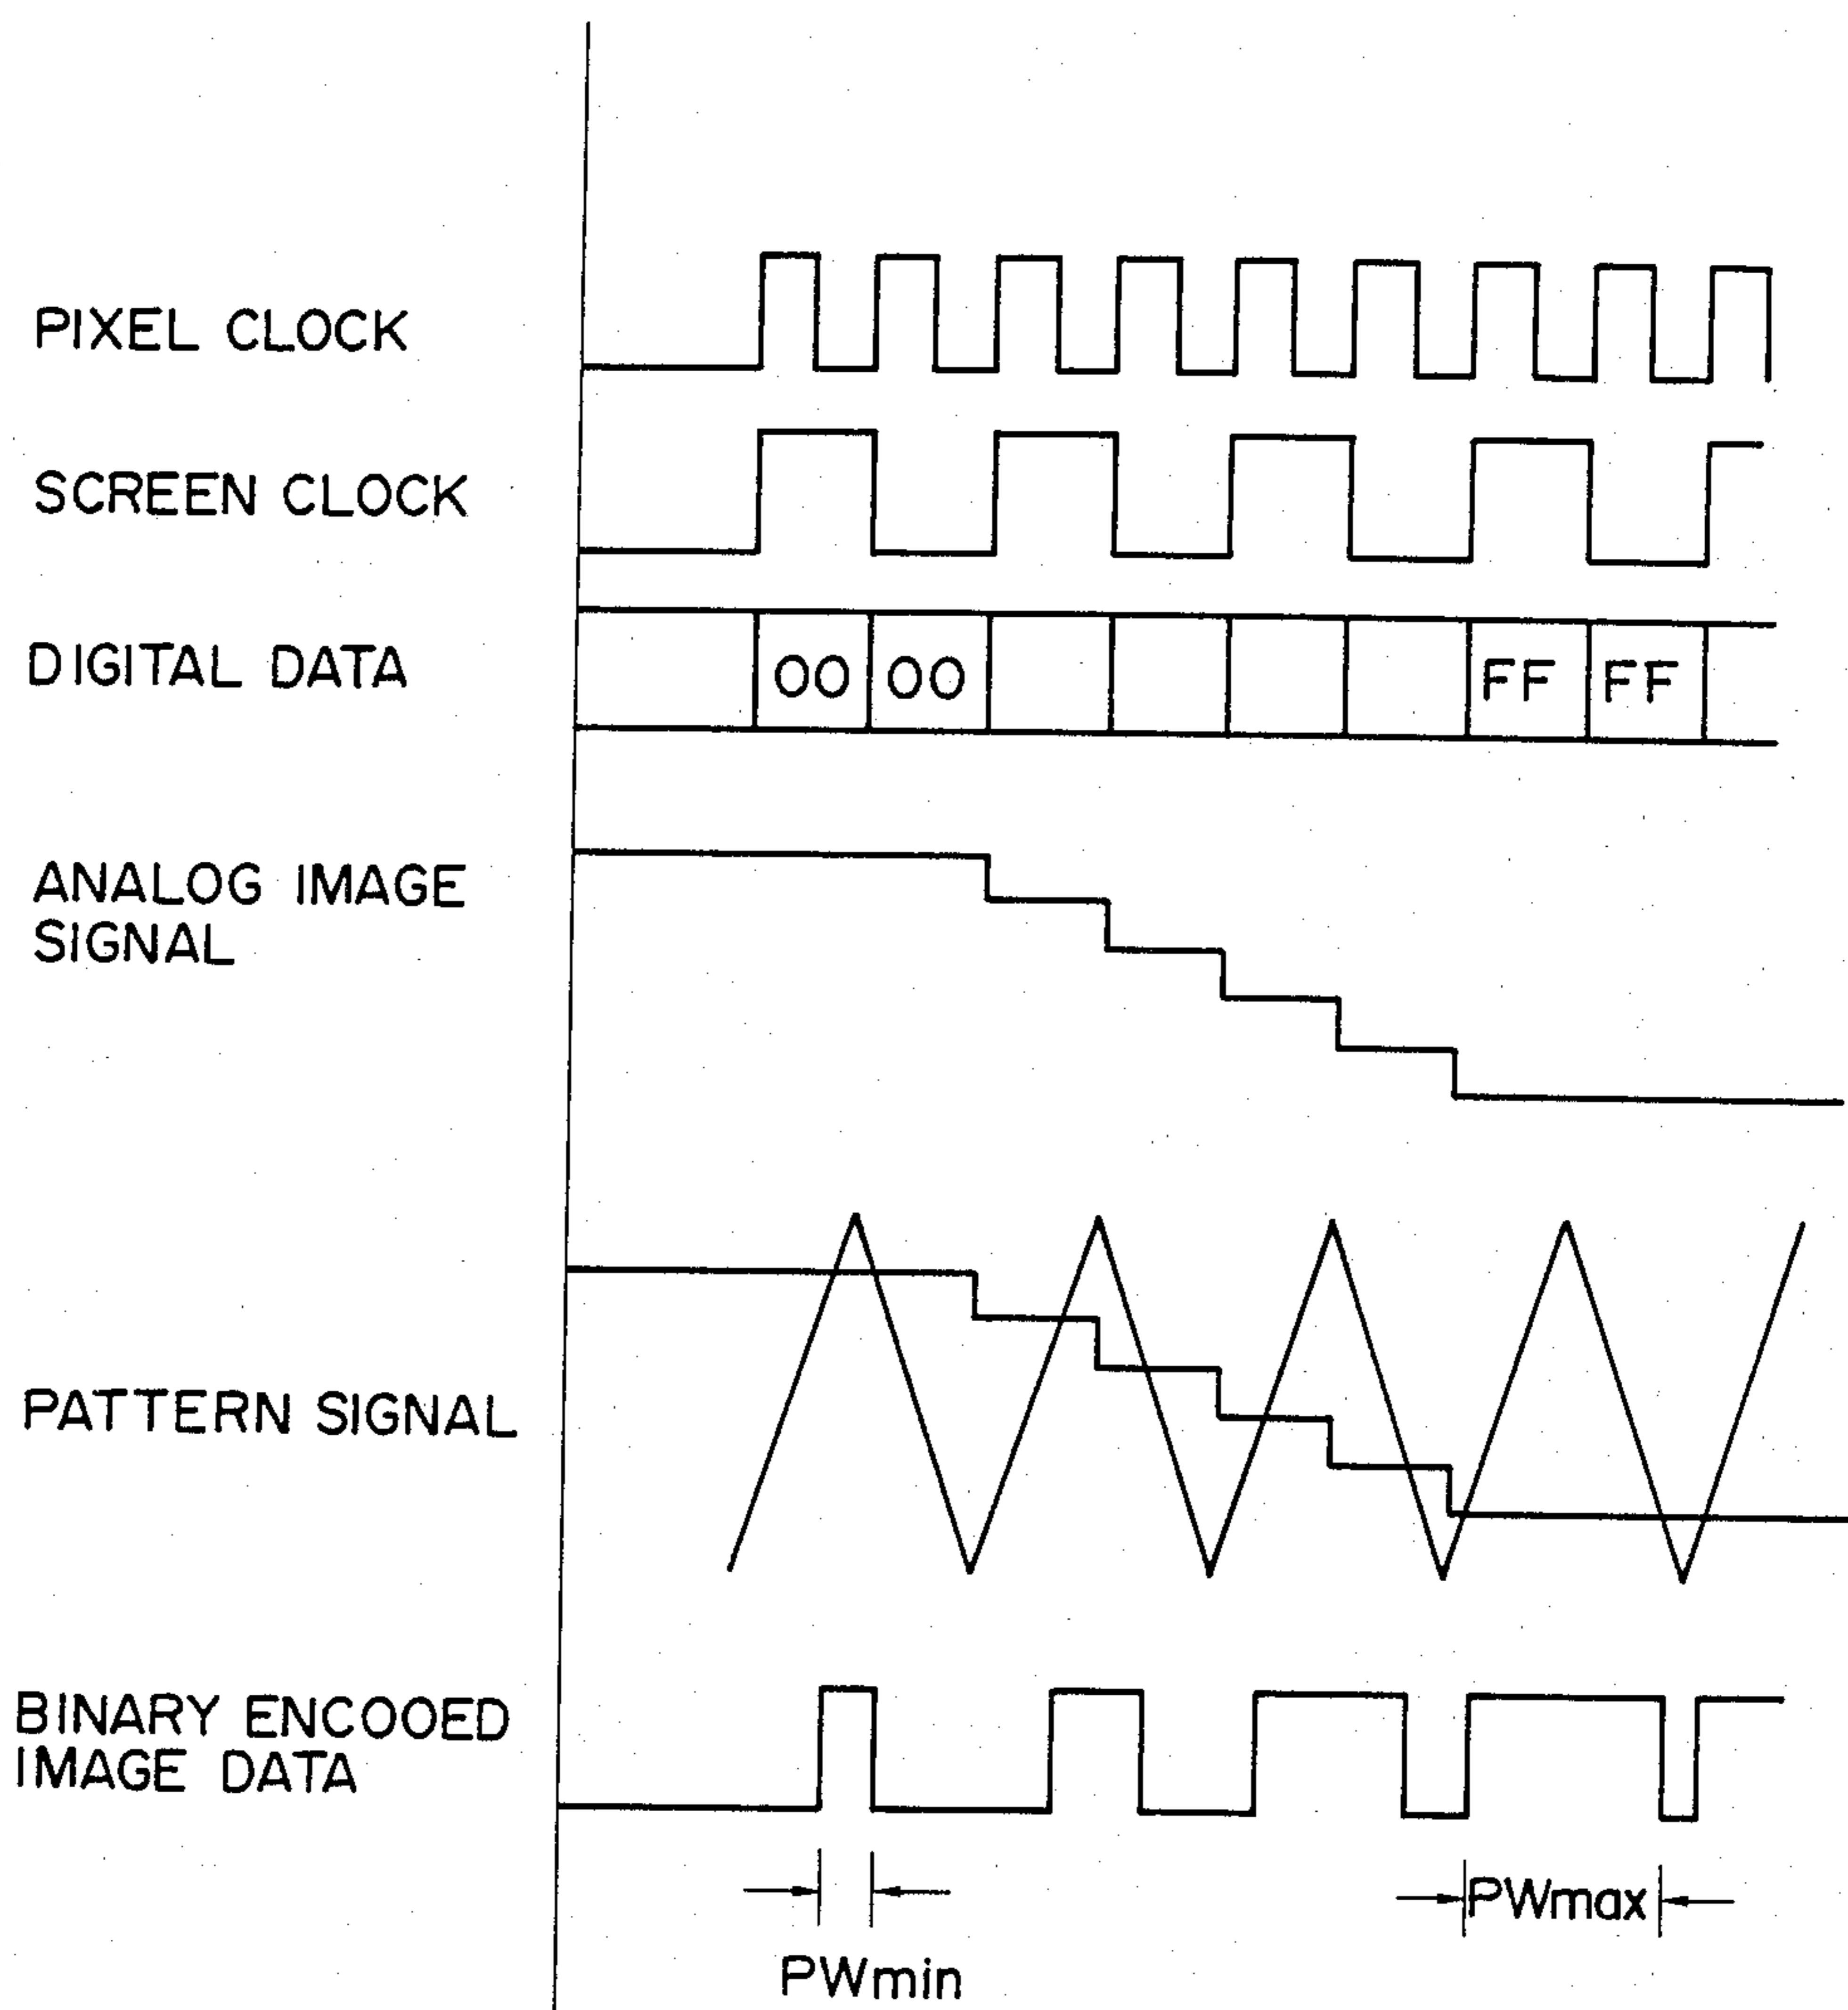 PIXEL CLOCK
SCREEN CLOCK
DIGITAL DATA
00 00 FF FF
ANALOG IMAGE
SIGNAL
PATTERN SIGNAL
BINARY ENCOOED
IMAGE DATA
PWmax
PWmin